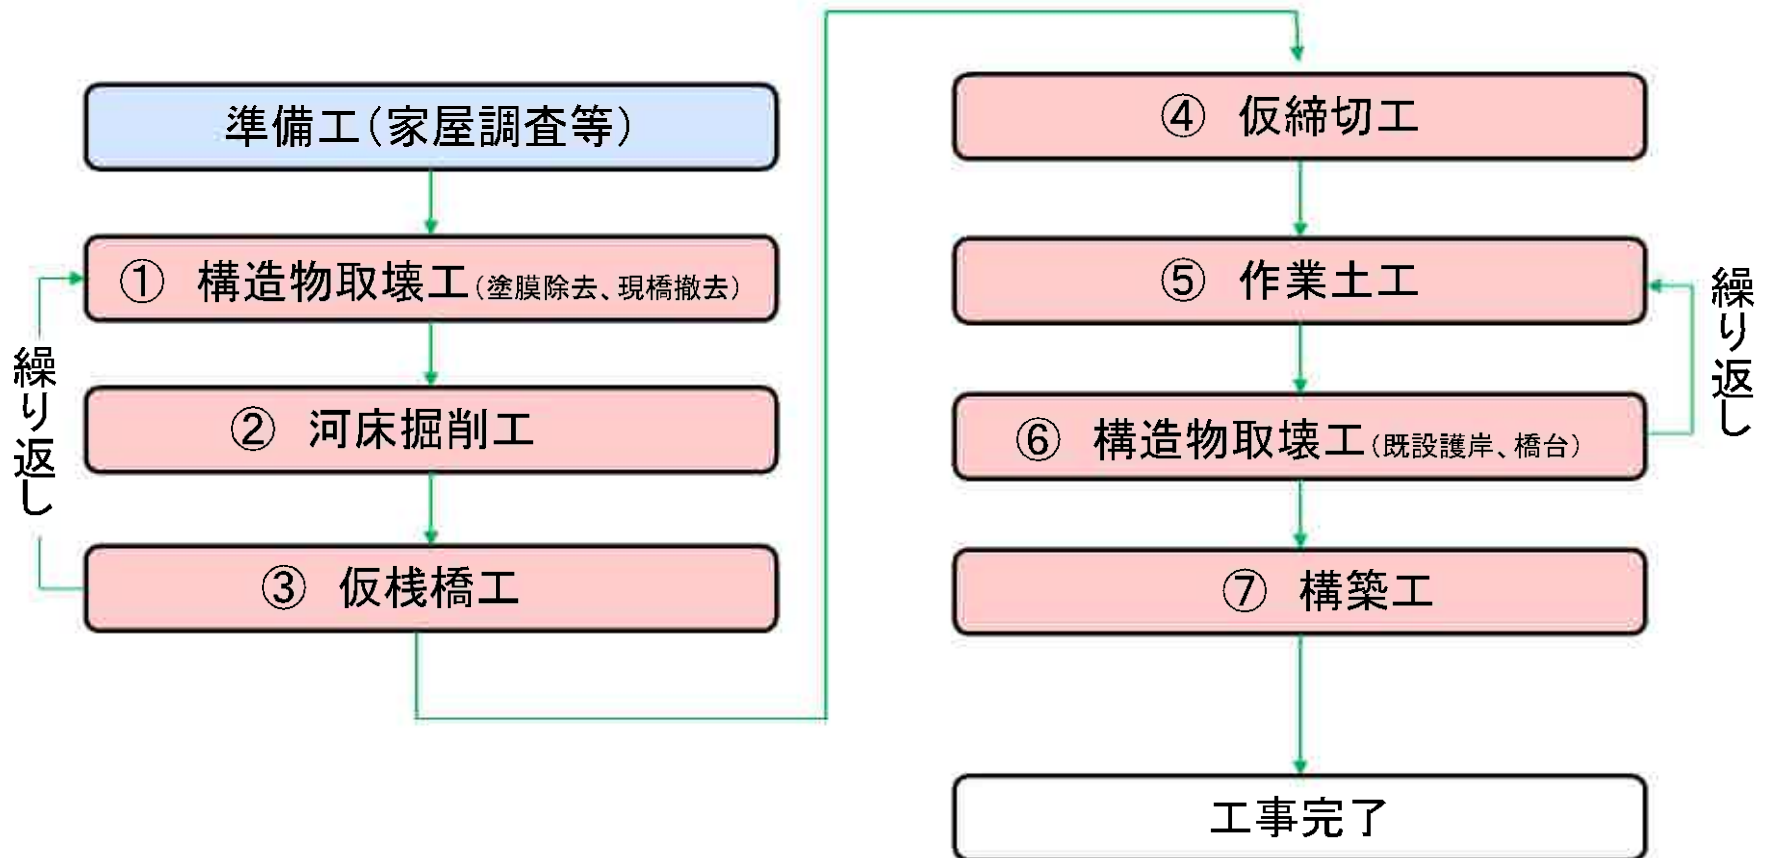 準備工（家屋調査等）
① 構造物取壊工（塗膜除去、現橋撤去）
② 河床掘削工
③ 仮桟橋工
繰り返し
④ 仮締切工
⑤ 作業土工
⑥ 構造物取壊工（既設護岸、橋台）
⑦ 構築工
工事完了
繰り返し